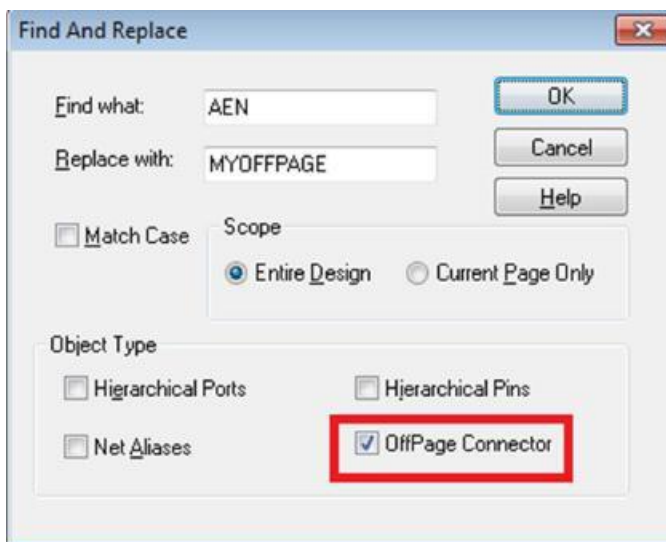 Find And Replace
Find what:
AEN
OK
Replace with:
MYOFFPAGE
Cancel
Help
Match Case
Scope
Entire Design
Current Page Only
Object Type
Hierarchical Ports
Hierarchical Pins
Net Aliases
OffPage Connector